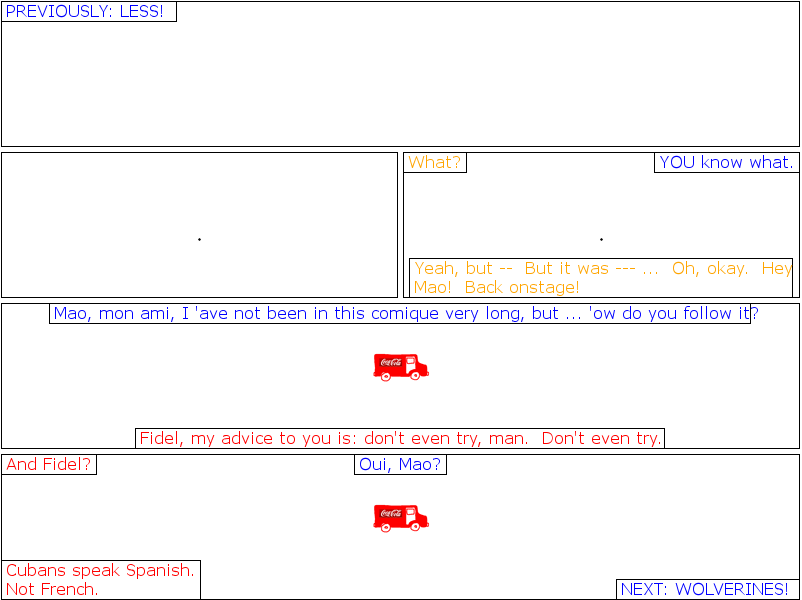 PREVIOUSLY: LESS!
What?
YOU know what.
Yeah, but -- But it was --- ... Oh, okay. Hey
Mao! Back onstage!
Mao, mon ami, I 'ave not been in this comique very long, but ... 'ow do you follow it?
Coca-Cola
Fidel, my advice to you is: don't even try, man. Don't even try.
And Fidel?
Oui, Mao?
Coca-Cola
Cubans speak Spanish.
Not French.
NEXT: WOLVERINES!